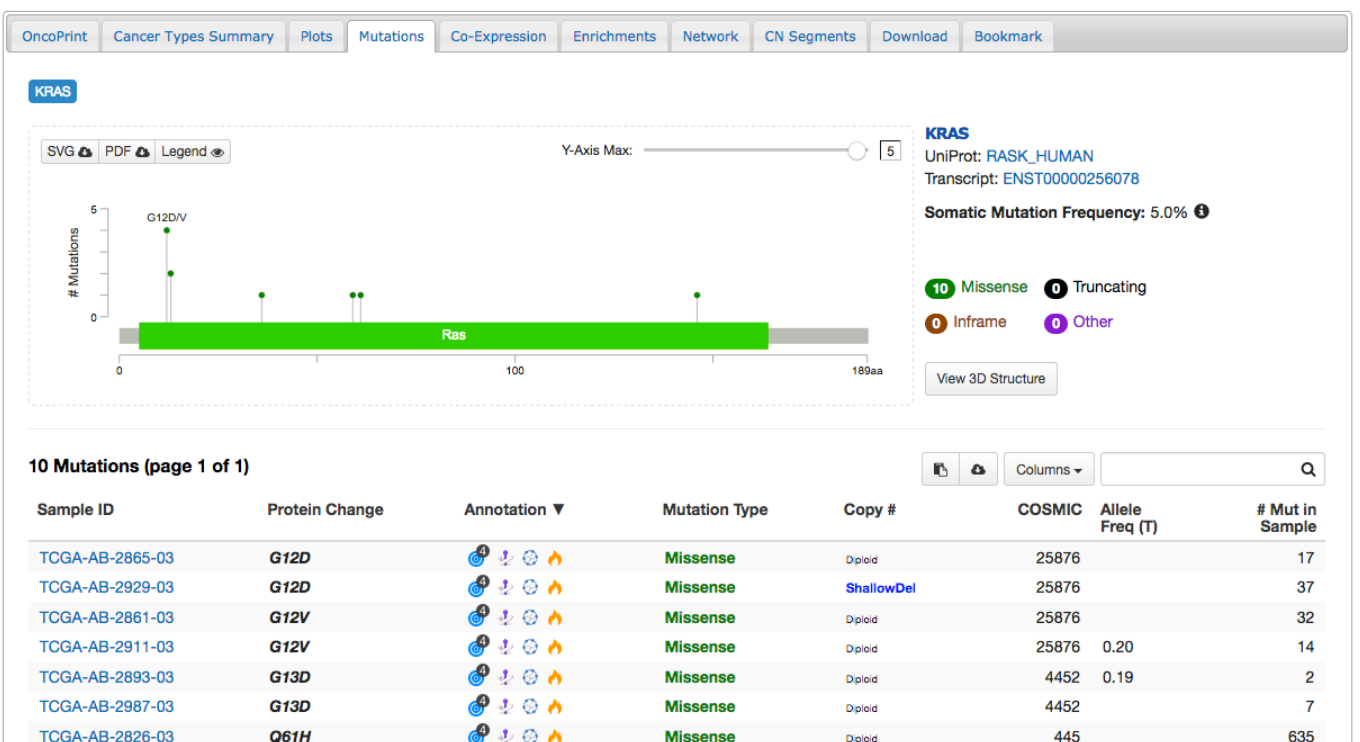 OncoPrint Cancer Types Summary Plots Mutations Co-Expression Enrichments Network CN Segments Download Bookmark
KRAS
SVG PDF Legend
Y-Axis Max: 5
KRAS
UniProt: RASK_HUMAN
Transcript: ENST00000256078
Somatic Mutation Frequency: 5.0%
5
G12D/V
# Mutations
0
Ras
0 100 189aa
10 Missense 0 Truncating
0 Inframe 0 Other
View 3D Structure
10 Mutations (page 1 of 1)
Columns
Sample ID Protein Change Annotation ▼ Mutation Type Copy # COSMIC Allele Freq (T) # Mut in Sample
TCGA-AB-2865-03 G12D 4 Missense Diploid 25876 17
TCGA-AB-2929-03 G12D 4 Missense ShallowDel 25876 37
TCGA-AB-2861-03 G12V 4 Missense Diploid 25876 32
TCGA-AB-2911-03 G12V 4 Missense Diploid 25876 0.20 14
TCGA-AB-2893-03 G13D 4 Missense Diploid 4452 0.19 2
TCGA-AB-2987-03 G13D 4 Missense Diploid 4452 7
TCGA-AB-2826-03 Q61H 4 Missense Diploid 445 635